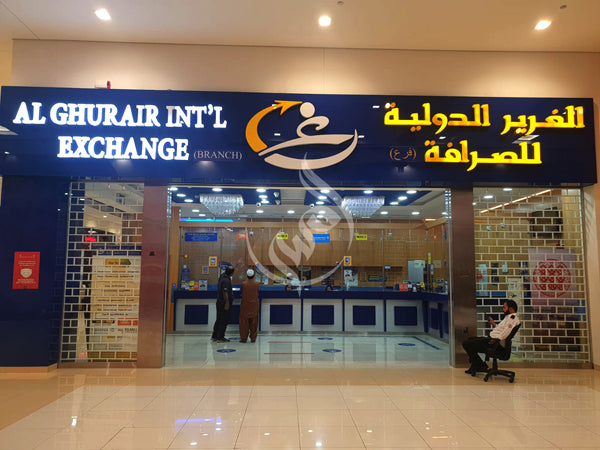 AL GHURAIR INT'L
EXCHANGE (BRANCH)
الغرير الدولية
للصرافة (فرع)